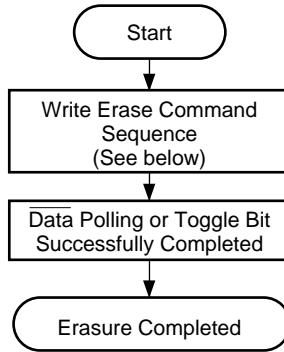 Start
Write Erase Command
Sequence
(See below)
Data Polling or Toggle Bit
Successfully Completed
Erasure Completed